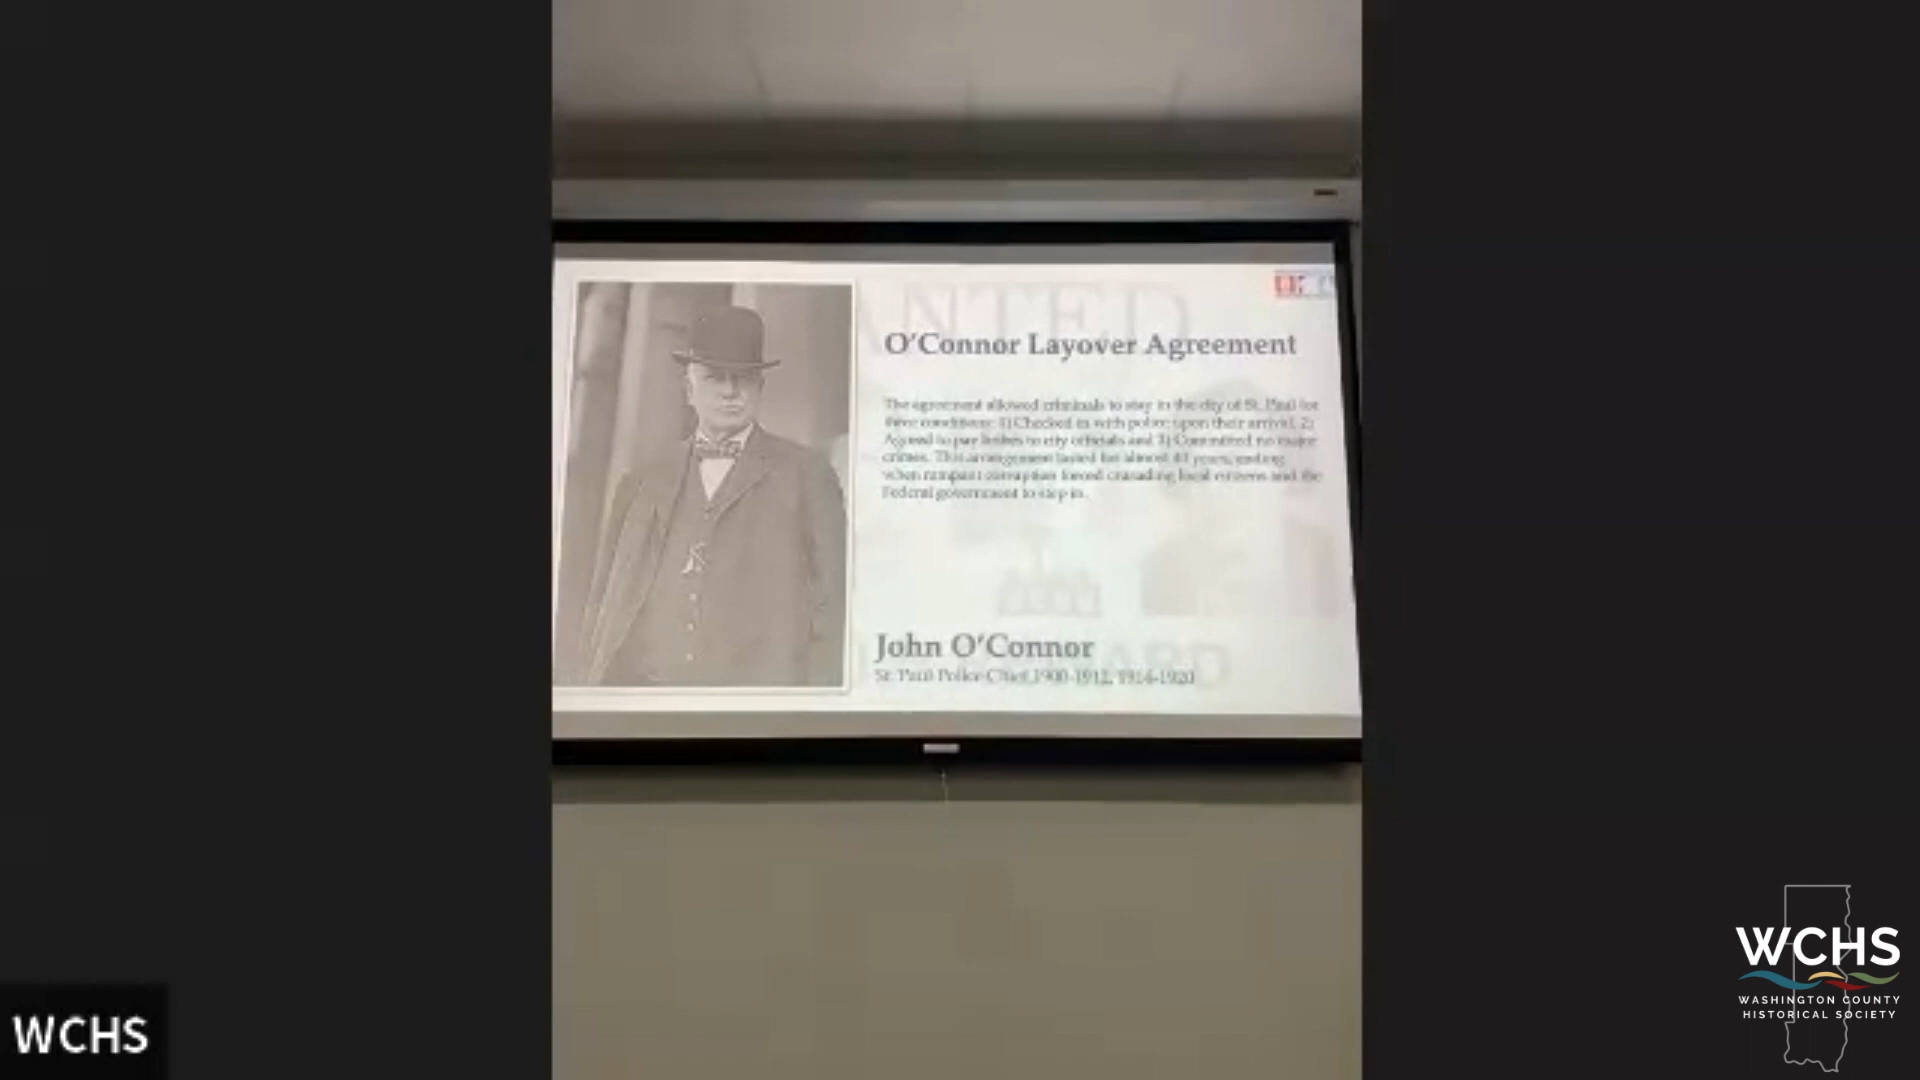 ANTED
O'Connor Layover Agreement
The agreement allowed criminals to stay in the city of St. Paul for
three conditions: 1) Checked in with police upon their arrival, 2)
Agreed to pay bribes to city officials and 3) Committed no major
crimes. This arrangement lasted for almost 40 years, ending
when rampant corruption forced crusading local citizens and the
Federal government to step in.
John O'Connor
St. Paul Police Chief 1900-1912, 1914-1920
WCHS
WCHS
WASHINGTON COUNTY
HISTORICAL SOCIETY